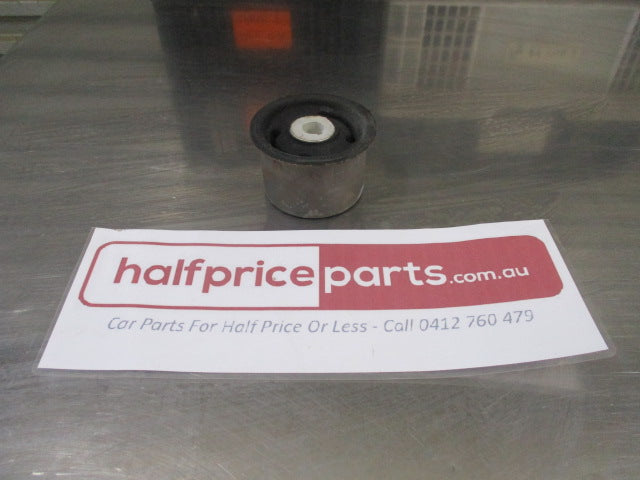 halfpriceparts.com.au
Car Parts For Half Price Or Less - Call 0412 760 479